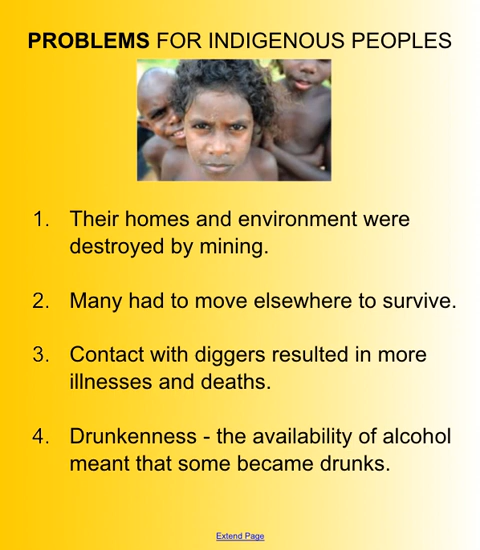 PROBLEMS FOR INDIGENOUS PEOPLES
1. Their homes and environment were
destroyed by mining.
2. Many had to move elsewhere to survive.
3. Contact with diggers resulted in more
illnesses and deaths.
4. Drunkenness - the availability of alcohol
meant that some became drunks.
Extend Page